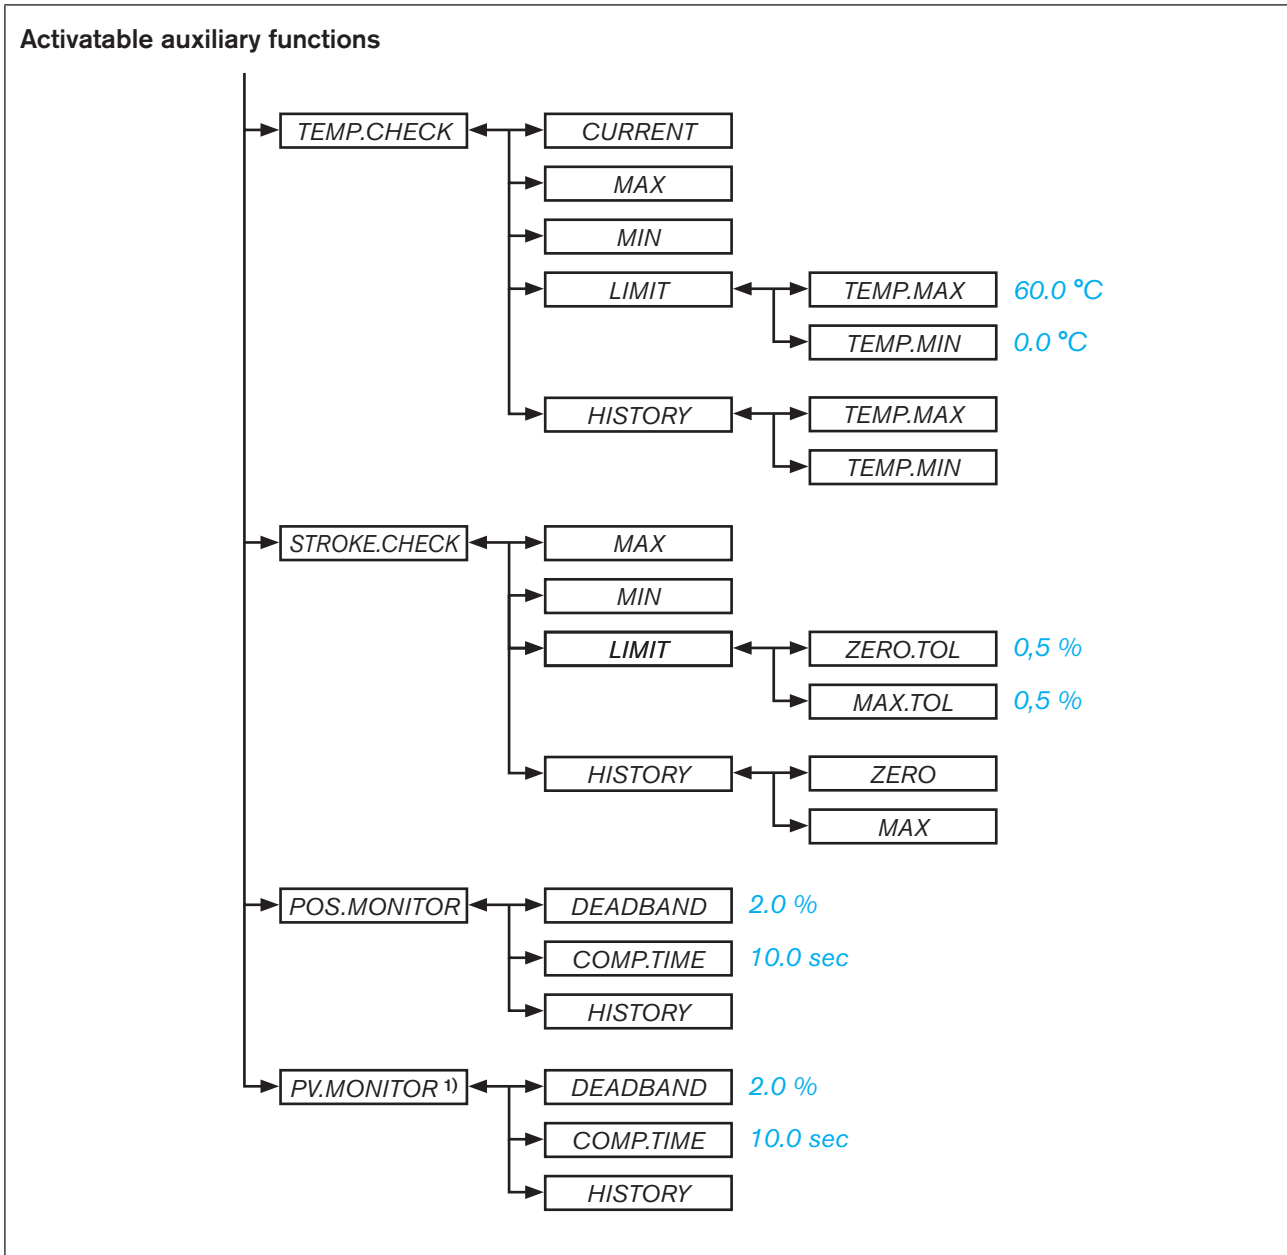 Activatable auxiliary functions
TEMP.CHECK CURRENT
MAX
MIN
LIMIT TEMP.MAX 60.0 °C
TEMP.MIN 0.0 °C
HISTORY TEMP.MAX
TEMP.MIN
STROKE.CHECK MAX
MIN
LIMIT ZERO.TOL 0,5 %
MAX.TOL 0,5 %
HISTORY ZERO
MAX
POS.MONITOR DEADBAND 2.0 %
COMP.TIME 10.0 sec
HISTORY
PV.MONITOR 1) DEADBAND 2.0 %
COMP.TIME 10.0 sec
HISTORY